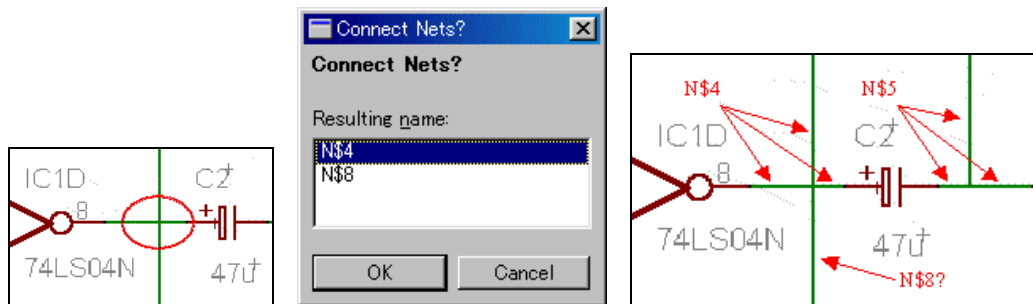 IC1D
C2
8
+
74LS04N
47u
Connect Nets?
Connect Nets?
Resulting name:
N$4
N$8
OK
Cancel
N$4
N$5
IC1D
C2
8
+
74LS04N
47u
N$8?